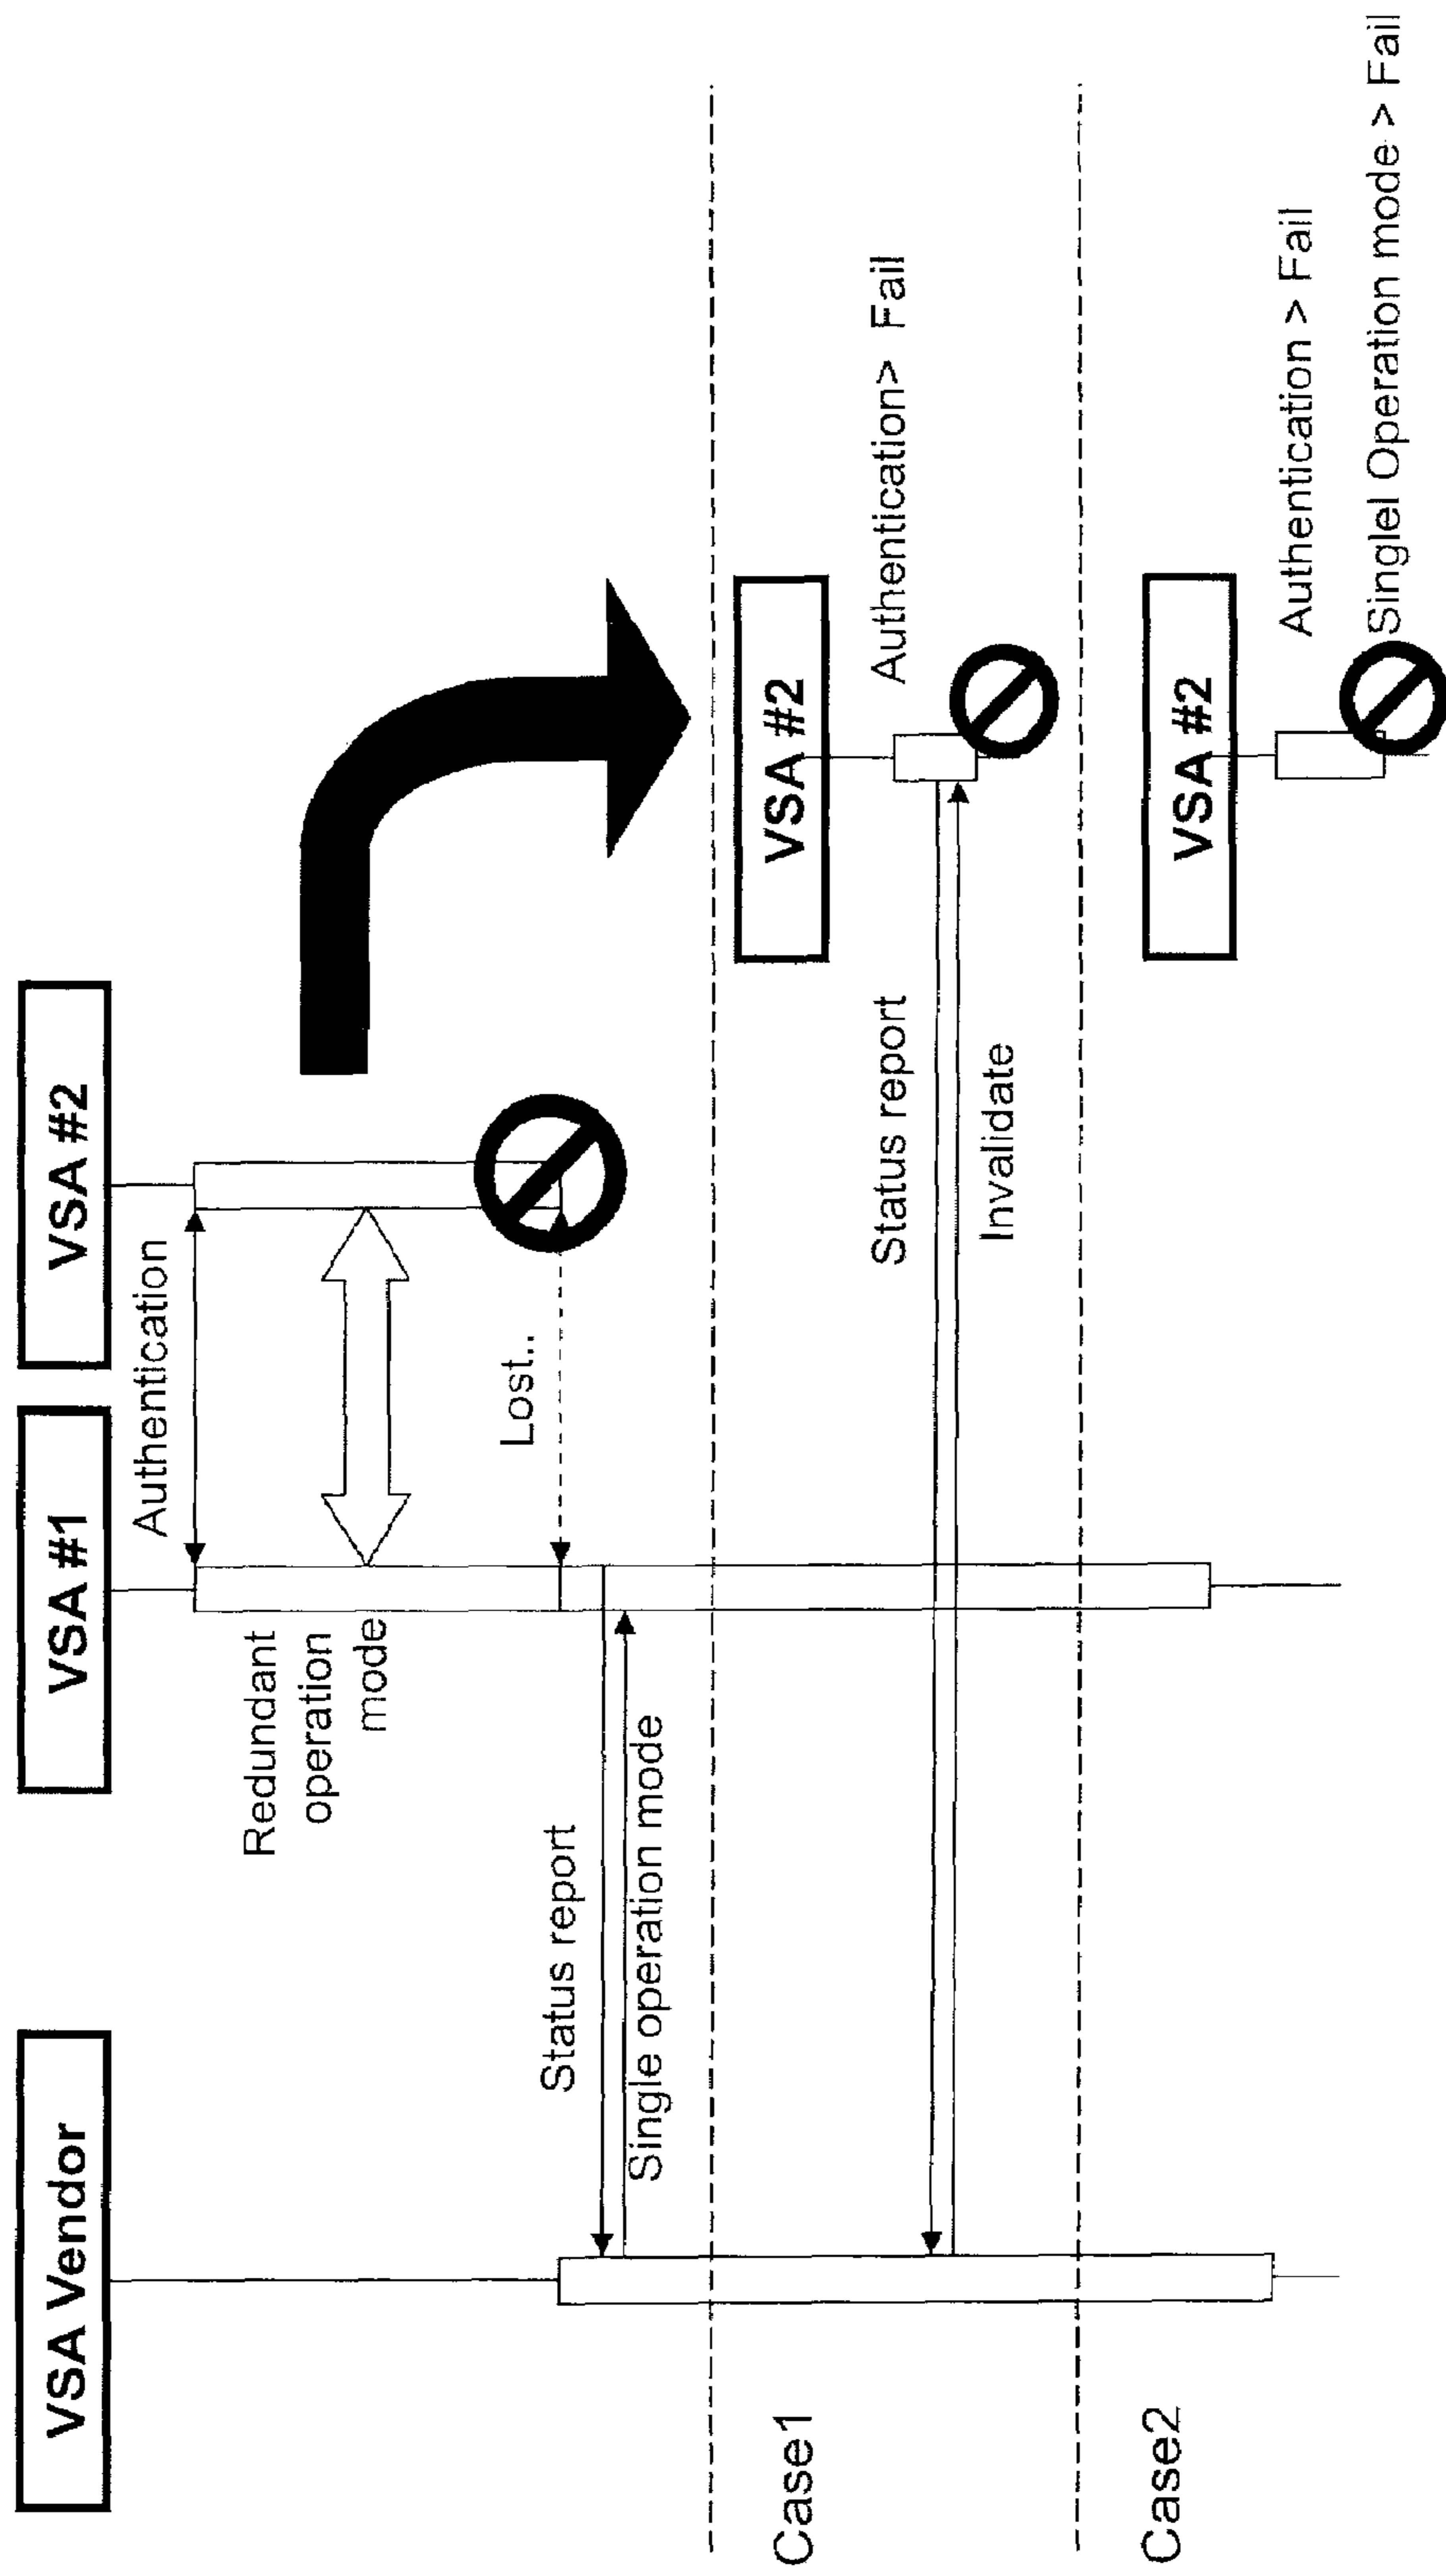 VSA Vendor
VSA #1
VSA #2
Authentication
Redundant
operation
mode
Lost..
Status report
Single operation mode
Case1
VSA #2
Authentication> Fail
Status report
Invalidate
Case2
VSA #2
Authentication > Fail
Singlel Operation mode > Fail